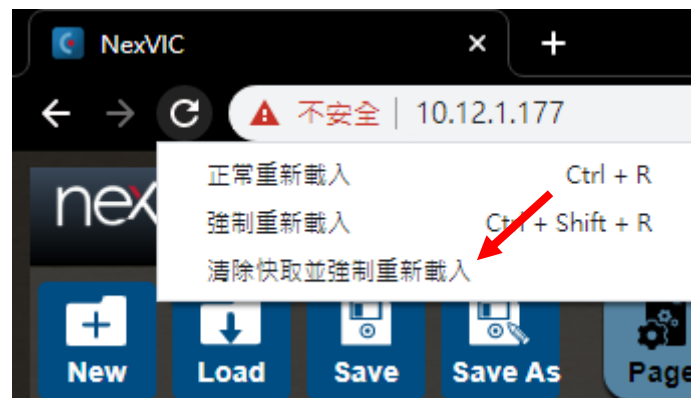 NexVIC
不安全 | 10.12.1.177
正常重新載入 Ctrl + R
強制重新載入 Ctrl + Shift + R
清除快取並強制重新載入
nex
New Load Save Save As Page